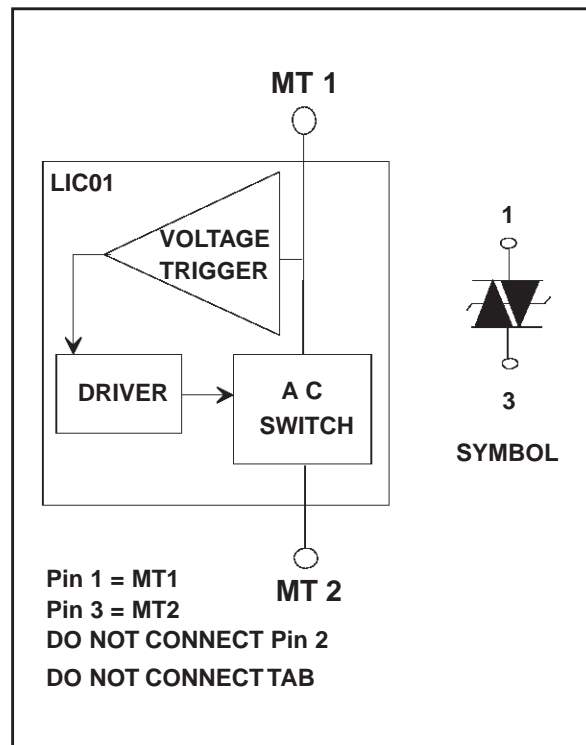 MT 1
LIC01
VOLTAGE
TRIGGER
DRIVER
A C
SWITCH
MT 2
1
3
SYMBOL
Pin 1 = MT1
Pin 3 = MT2
DO NOT CONNECT Pin 2
DO NOT CONNECT TAB